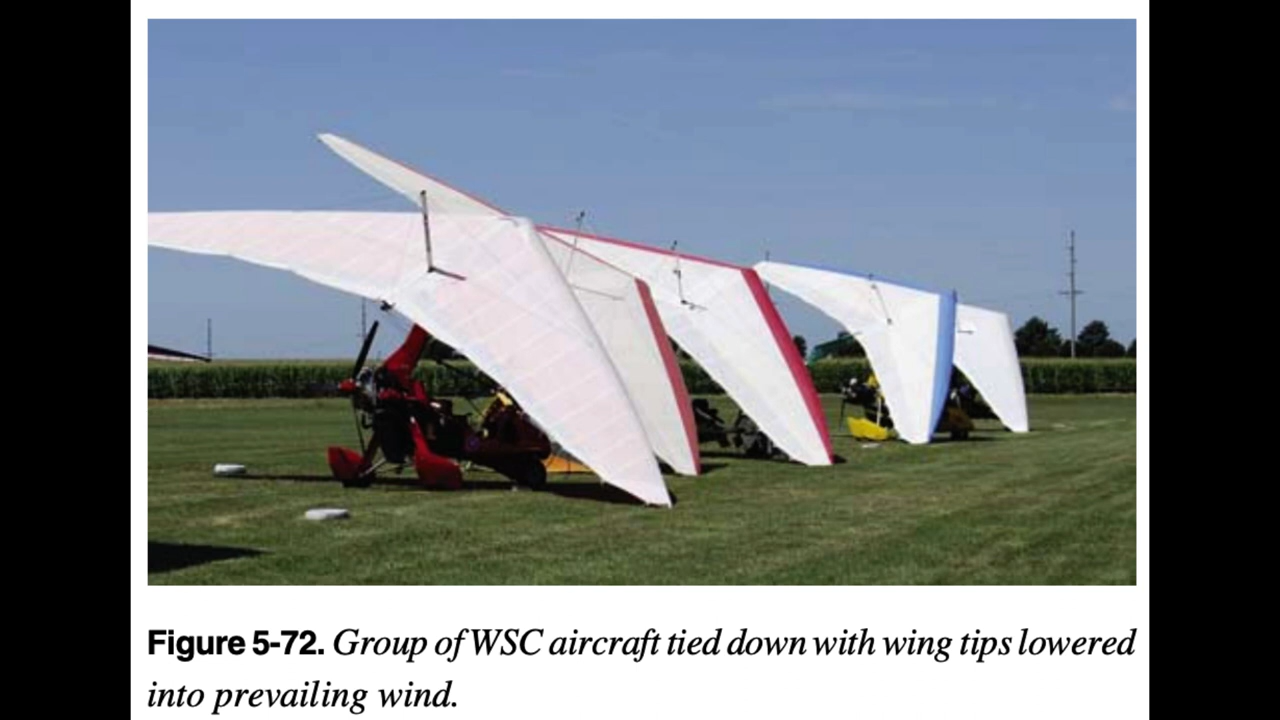 Figure 5-72. Group of WSC aircraft tied down with wing tips lowered
into prevailing wind.